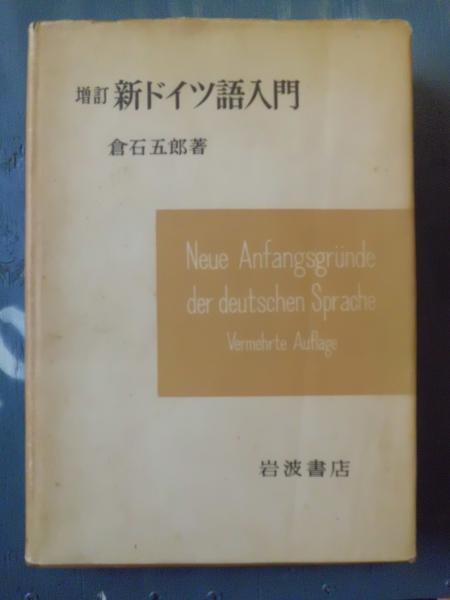 増訂 新ドイツ語入門
倉石五郎著
Neue Anfangsgründe
der deutschen Sprache
Vermehrte Auflage
岩波書店